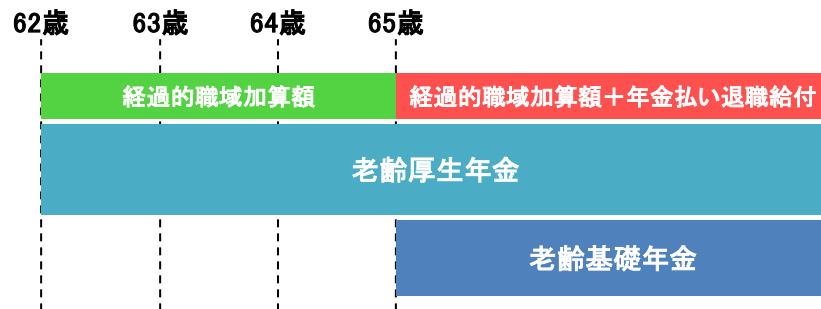 62歳 63歳 64歳 65歳
経過的職域加算額 経過的職域加算額＋年金払い退職給付
老齢厚生年金
老齢基礎年金